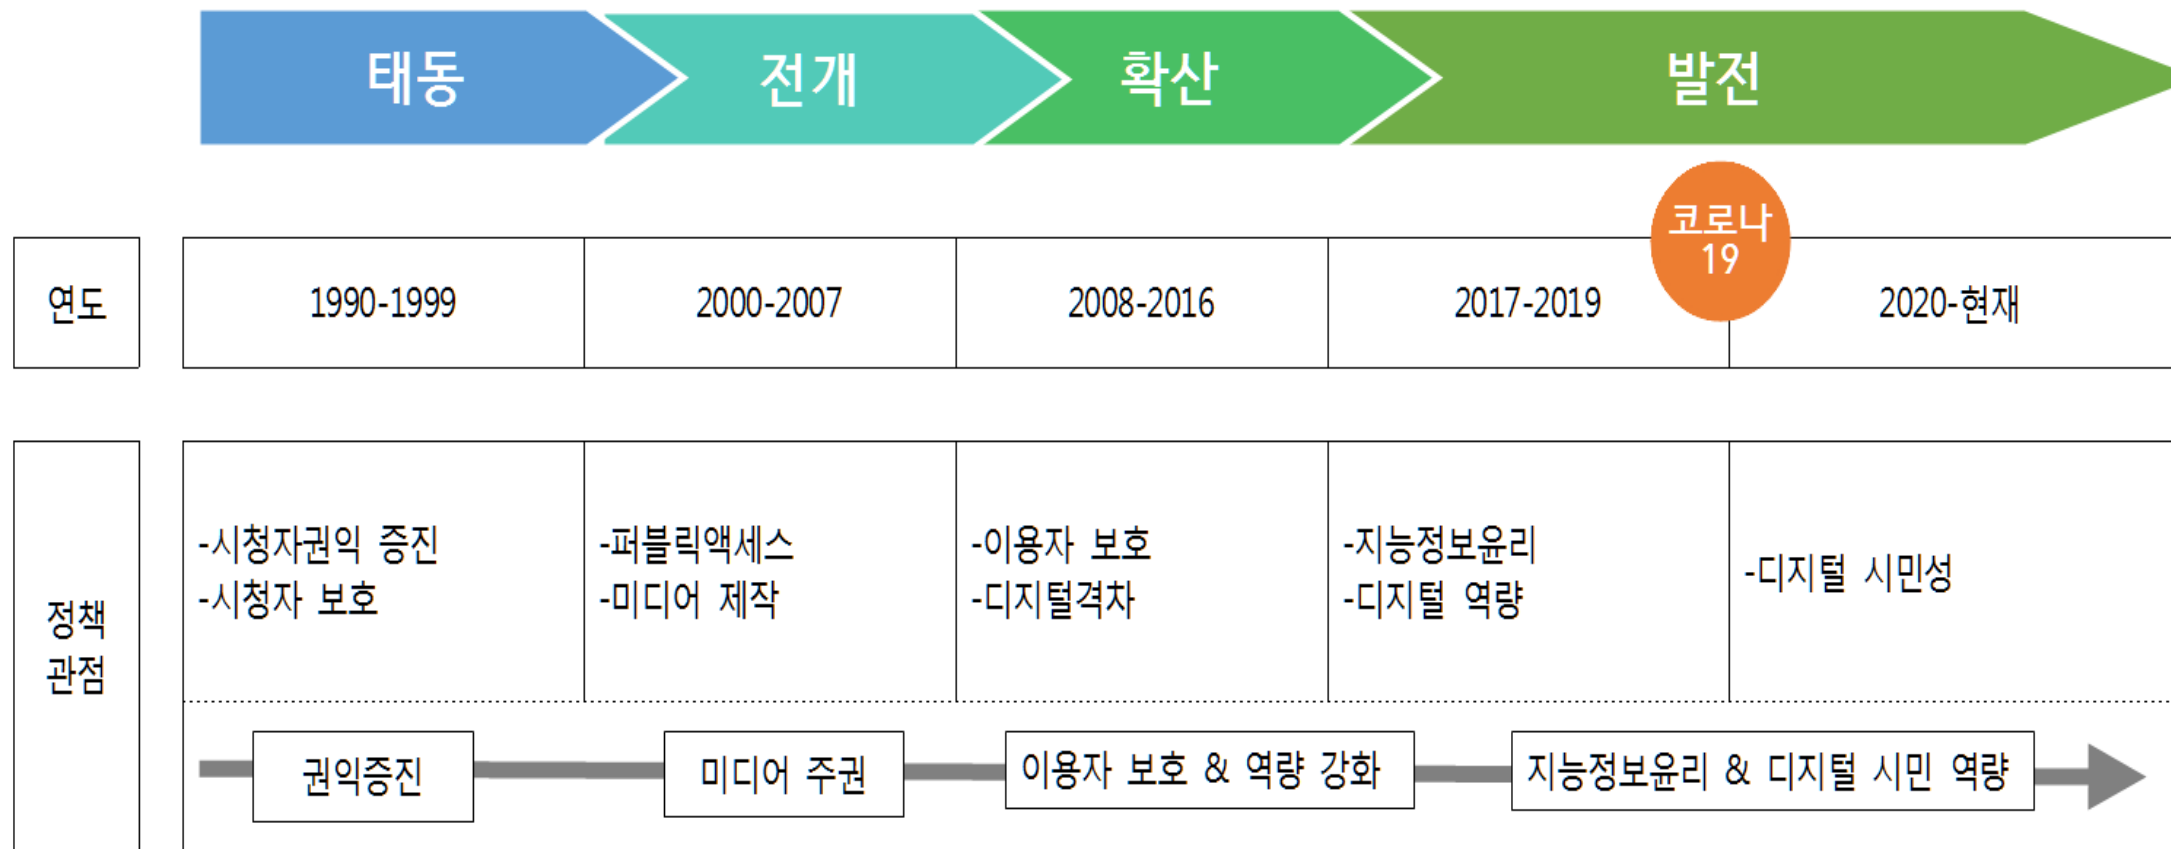 태동
전개
확산
발전
코로나
19
연도
1990-1999
2000-2007
2008-2016
2017-2019
2020-현재
정책
관점
-시청자권익 증진
-시청자 보호
-퍼블릭액세스
-미디어 제작
-이용자 보호
-디지털격차
-지능정보윤리
-디지털 역량
-디지털 시민성
권익증진
미디어 주권
이용자 보호 & 역량 강화
지능정보윤리 & 디지털 시민 역량